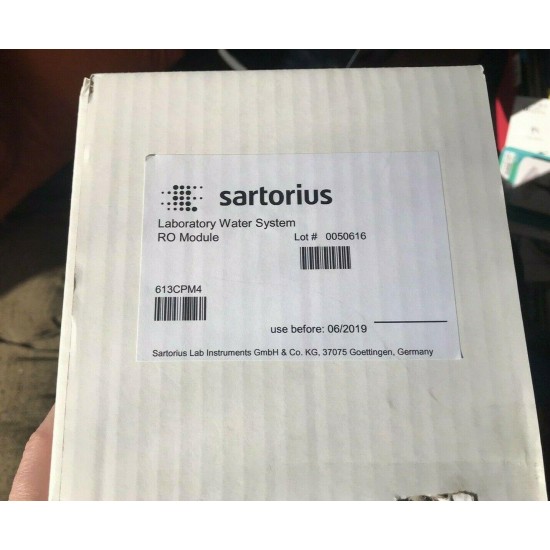 sartorius
Laboratory Water System
RO Module Lot # 0050616
613CPM4
use before: 06/2019
Sartorius Lab Instruments GmbH & Co. KG, 37075 Goettingen, Germany